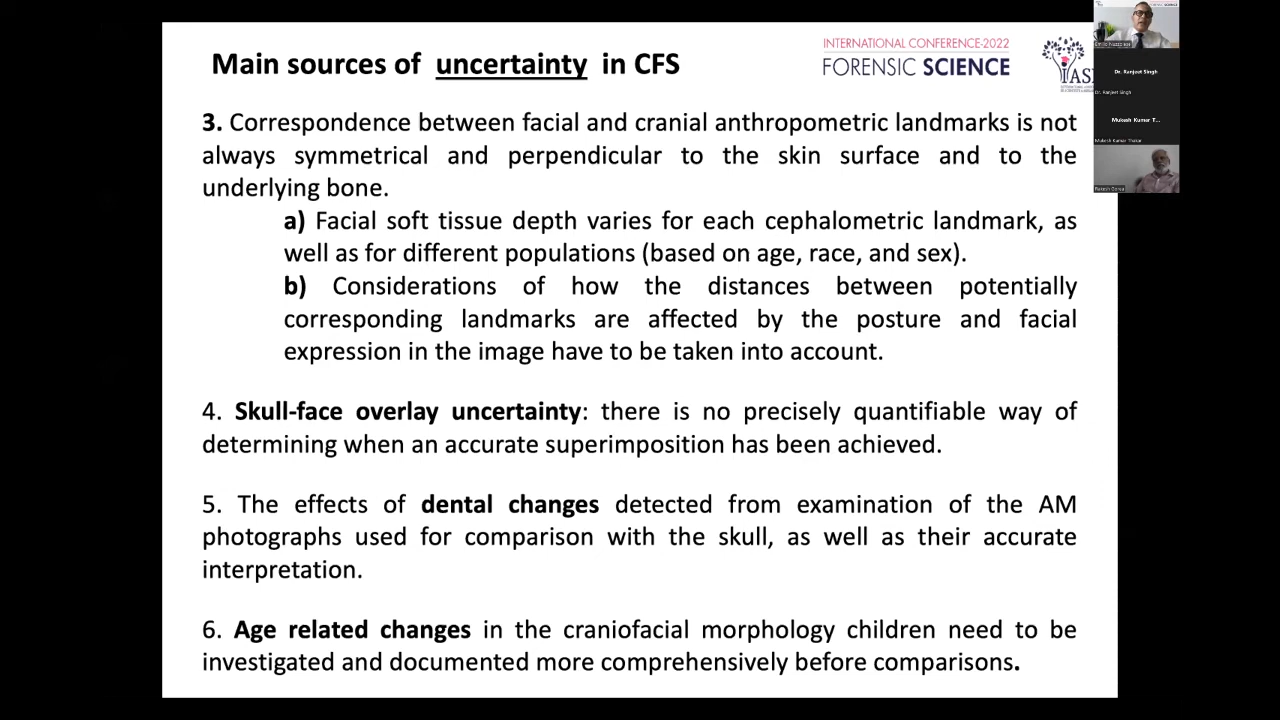 Main sources of uncertainty in CFS
INTERNATIONAL CONFERENCE-2022
FORENSIC SCIENCE
IASI
3. Correspondence between facial and cranial anthropometric landmarks is not
always symmetrical and perpendicular to the skin surface and to the
underlying bone.
a) Facial soft tissue depth varies for each cephalometric landmark, as
well as for different populations (based on age, race, and sex).
b) Considerations of how the distances between potentially
corresponding landmarks are affected by the posture and facial
expression in the image have to be taken into account.
4. Skull-face overlay uncertainty: there is no precisely quantifiable way of
determining when an accurate superimposition has been achieved.
5. The effects of dental changes detected from examination of the AM
photographs used for comparison with the skull, as well as their accurate
interpretation.
6. Age related changes in the craniofacial morphology children need to be
investigated and documented more comprehensively before comparisons.
Dr. Ranjeet Singh
Dr. Ranjeet Singh
Mukesh Kumar T...
Mukesh Kumar Thakar